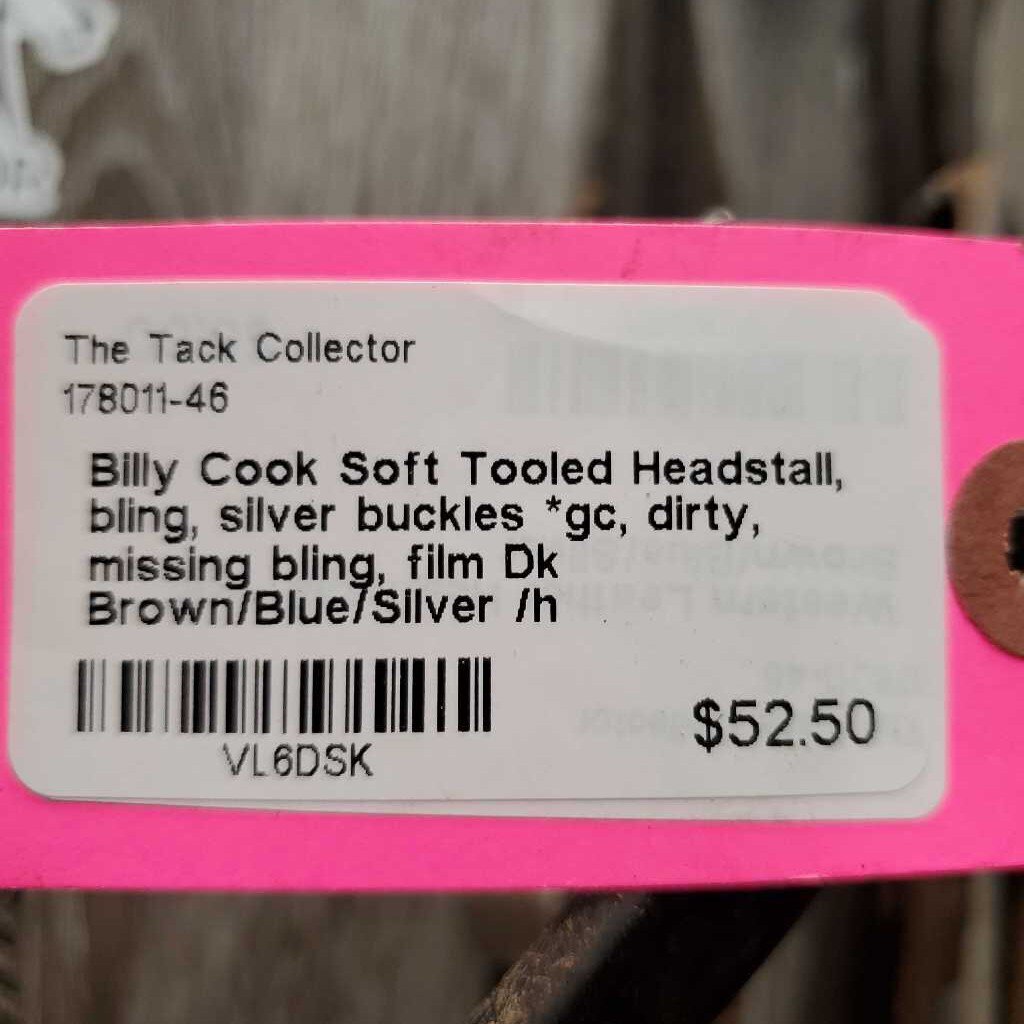 The Tack Collector
178011-46
Billy Cook Soft Tooled Headstall,
bling, silver buckles *gc, dirty,
missing bling, film Dk
Brown/Blue/Silver /h
VL6DSK
$52.50